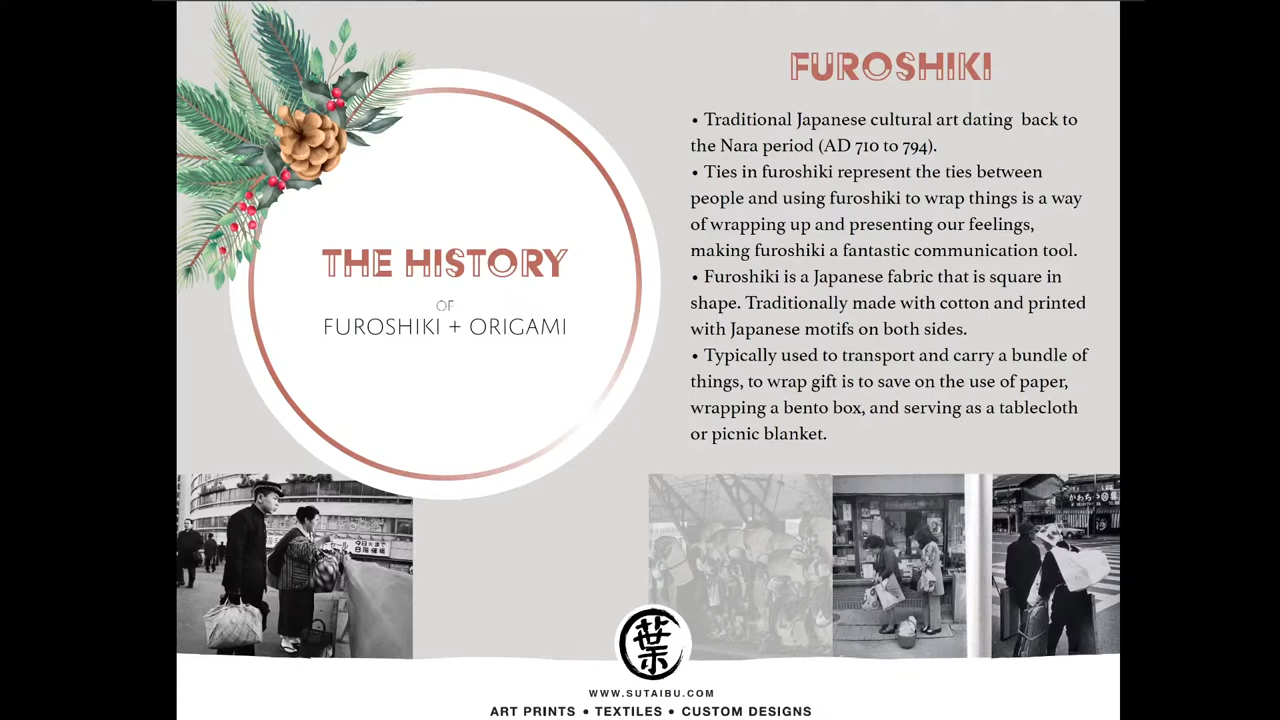 THE HISTORY
OF
FUROSHIKI + ORIGAMI
FUROSHIKI
• Traditional Japanese cultural art dating back to
the Nara period (AD 710 to 794).
• Ties in furoshiki represent the ties between
people and using furoshiki to wrap things is a way
of wrapping up and presenting our feelings,
making furoshiki a fantastic communication tool.
• Furoshiki is a Japanese fabric that is square in
shape. Traditionally made with cotton and printed
with Japanese motifs on both sides.
• Typically used to transport and carry a bundle of
things, to wrap gift is to save on the use of paper,
wrapping a bento box, and serving as a tablecloth
or picnic blanket.
葉
WWW.SUTAIBU.COM
ART PRINTS • TEXTILES • CUSTOM DESIGNS